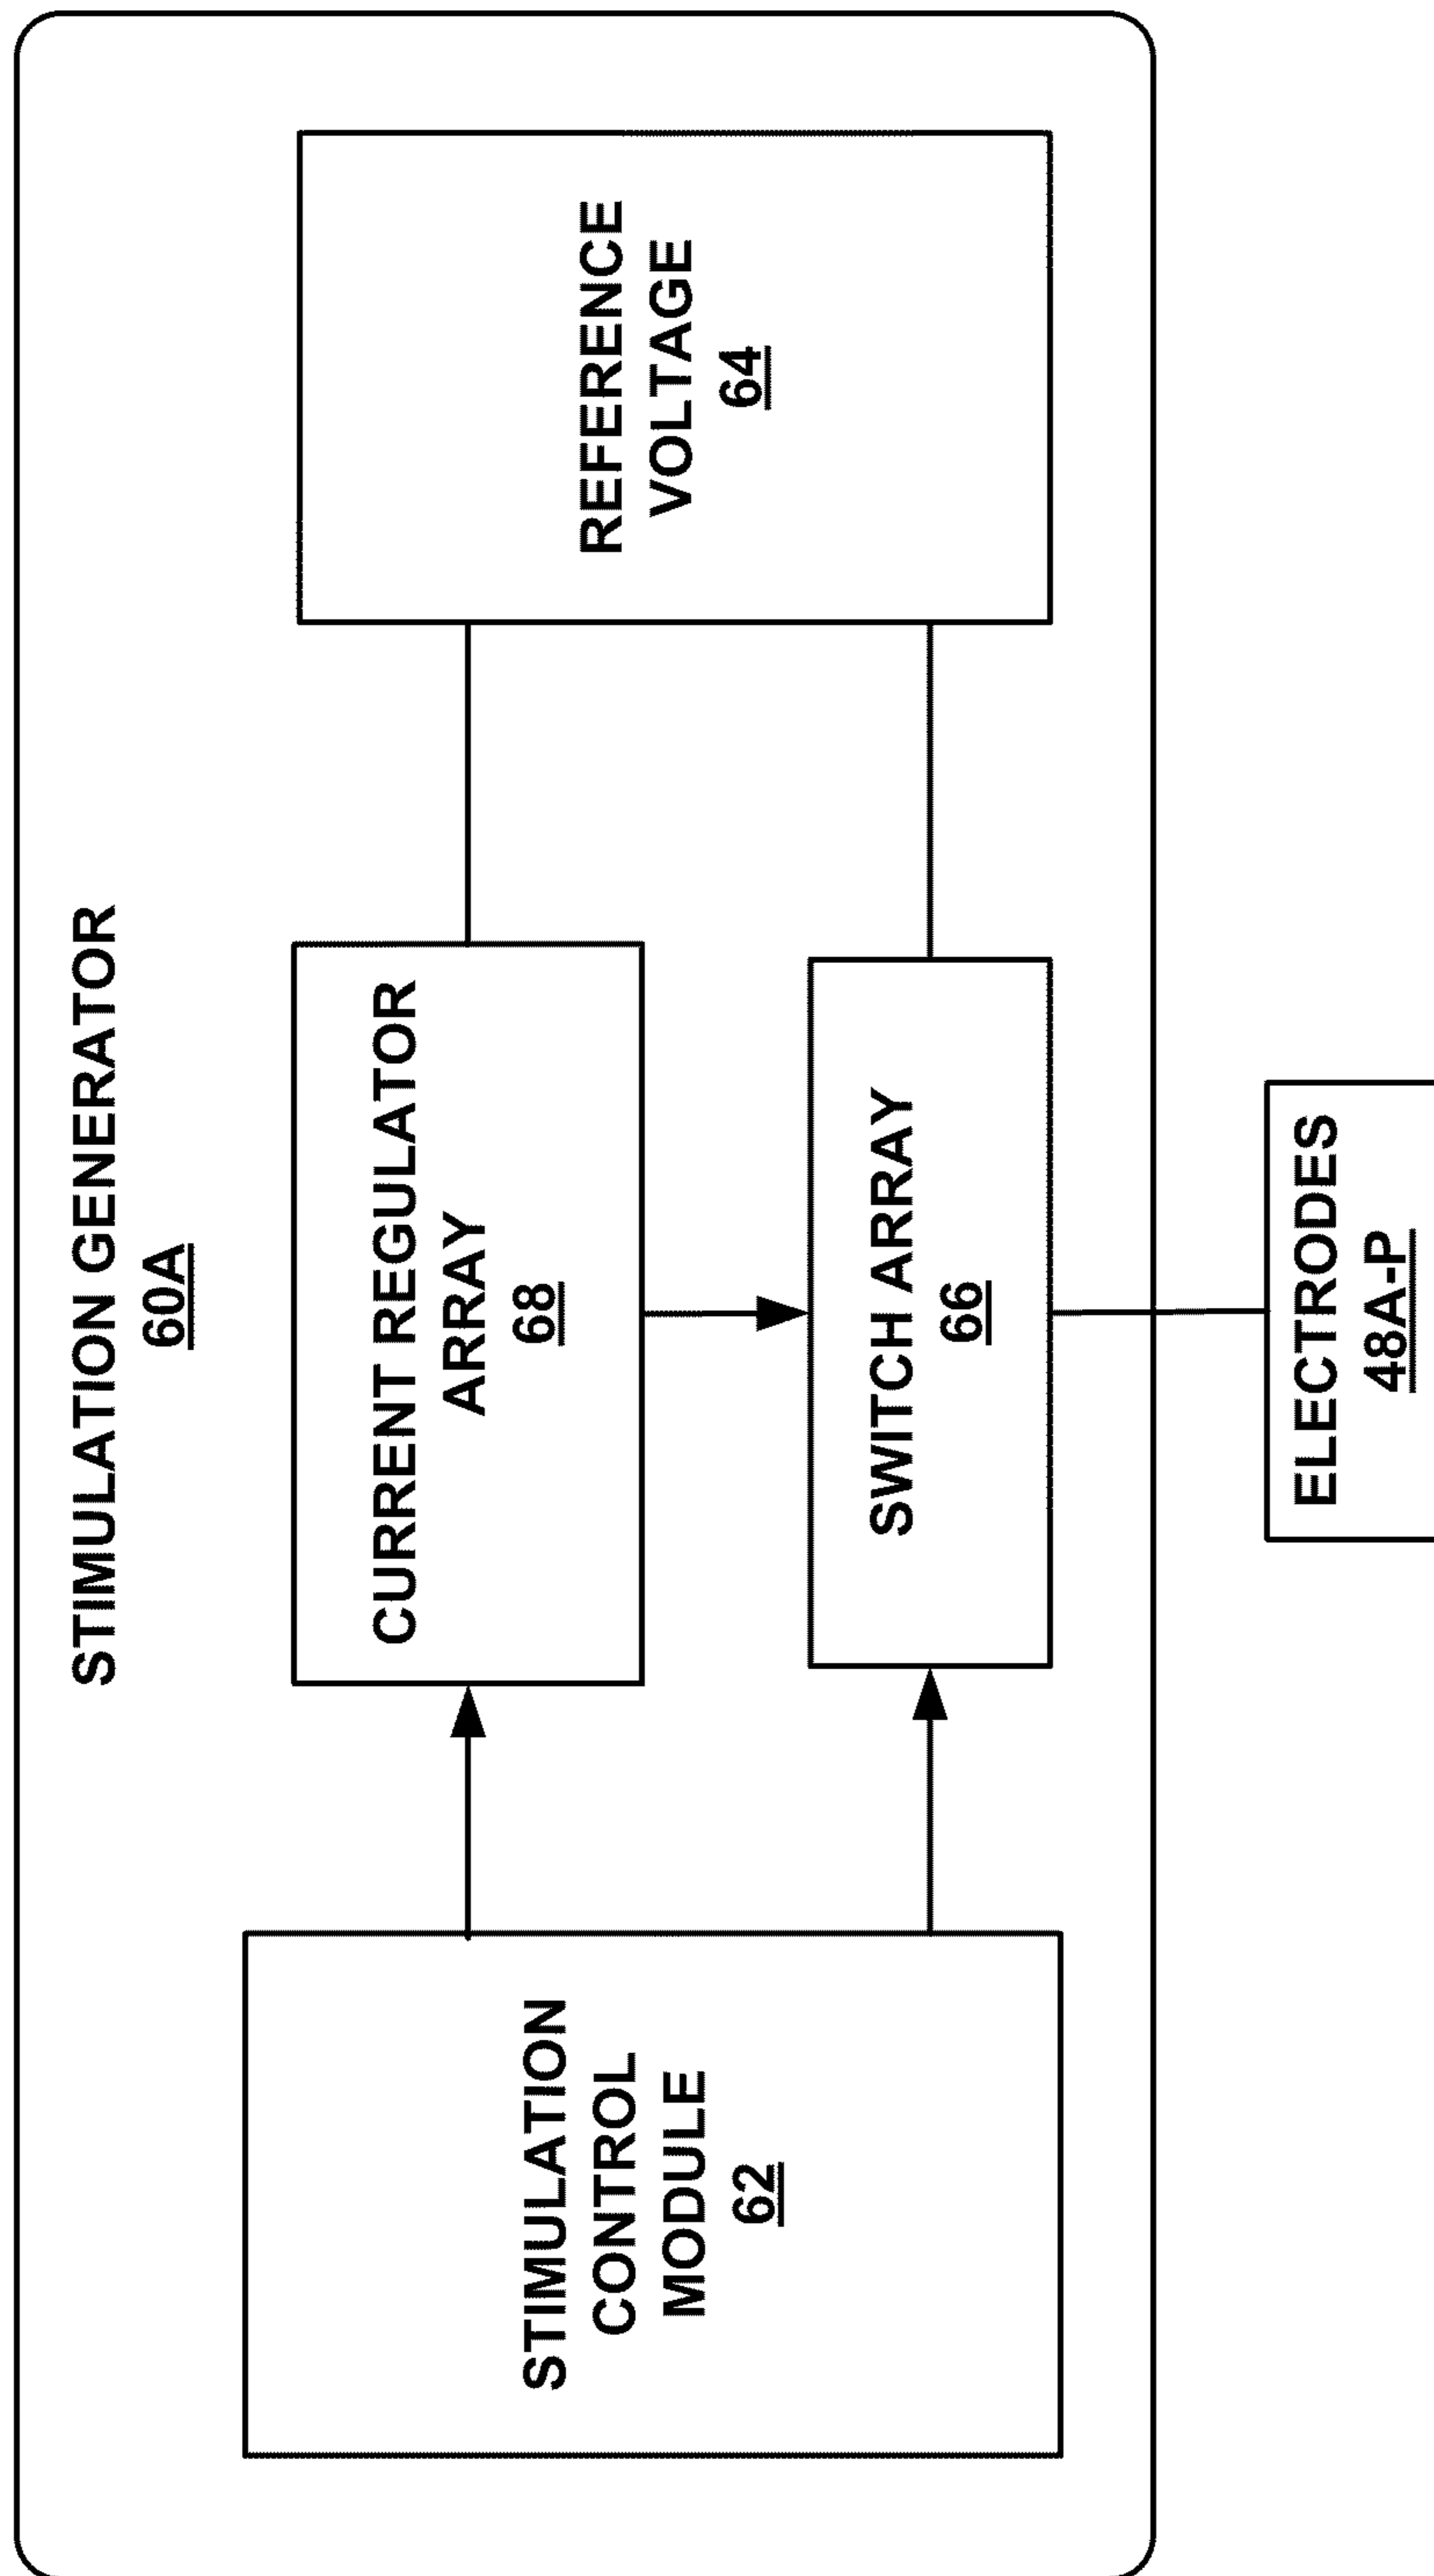 STIMULATION GENERATOR
60A
STIMULATION
CONTROL
MODULE
62
CURRENT REGULATOR
ARRAY
68
SWITCH ARRAY
66
REFERENCE
VOLTAGE
64
ELECTRODES
48A-P